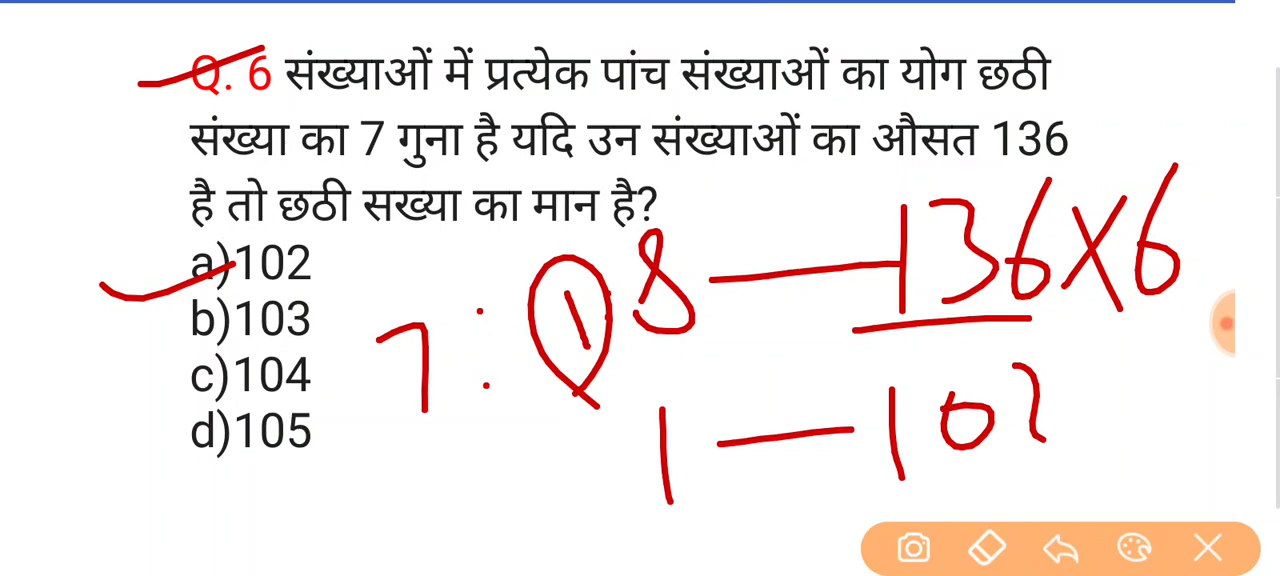 Q. 6 संख्याओं में प्रत्येक पांच संख्याओं का योग छठी
संख्या का 7 गुना है यदि उन संख्याओं का औसत 136
है तो छठी सख्या का मान है?
a)102
b)103
c)104
d)105
7 : 1
8 — 136×6
1 — 102